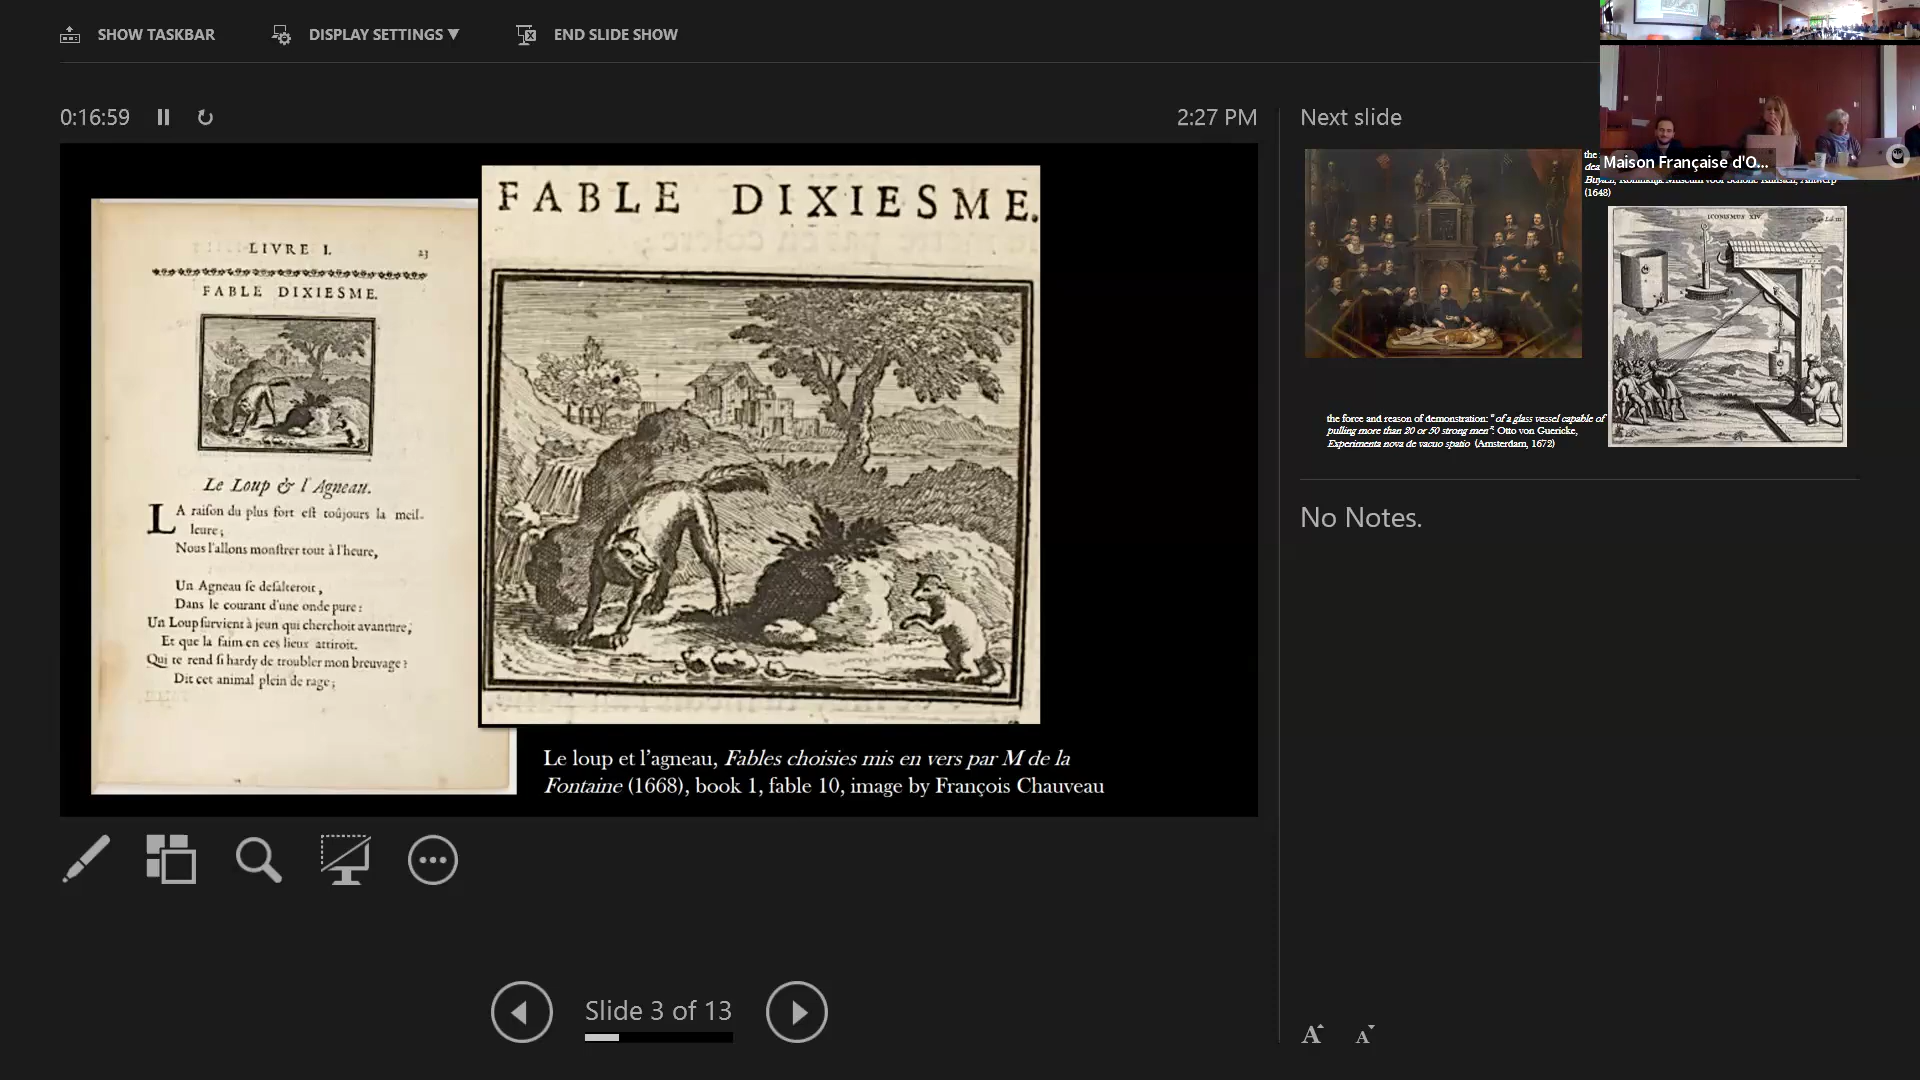 SHOW TASKBAR
DISPLAY SETTINGS ▼
END SLIDE SHOW
0:16:59
2:27 PM
LIVRE I. 23
FABLE DIXIESME.
Le Loup & l'Agneau.
LA raiſon du plus fort eſt toûjours la meil-
leure;
Nous l'allons monſtrer tout à l'heure,
Un Agneau ſe deſalteroit,
Dans le courant d'une onde pure:
Un Loup ſurvient à jeun qui cherchoit avanture,
Et que la faim en ces lieux attiroit.
Qui te rend ſi hardy de troubler mon breuvage?
Dit cet animal plein de rage;
FABLE DIXIESME.
Le loup et l'agneau, Fables choisies mis en vers par M de la
Fontaine (1668), book 1, fable 10, image by François Chauveau
Slide 3 of 13
Next slide
the
(1648)
ICONISMUS XIV.
the force and reason of demonstration: "of a glass vessel capable of
pulling more than 20 or 50 strong men": Otto von Guericke,
Experimenta nova de vacuo spatio (Amsterdam, 1672)
Maison Française d'O...
No Notes.
A A